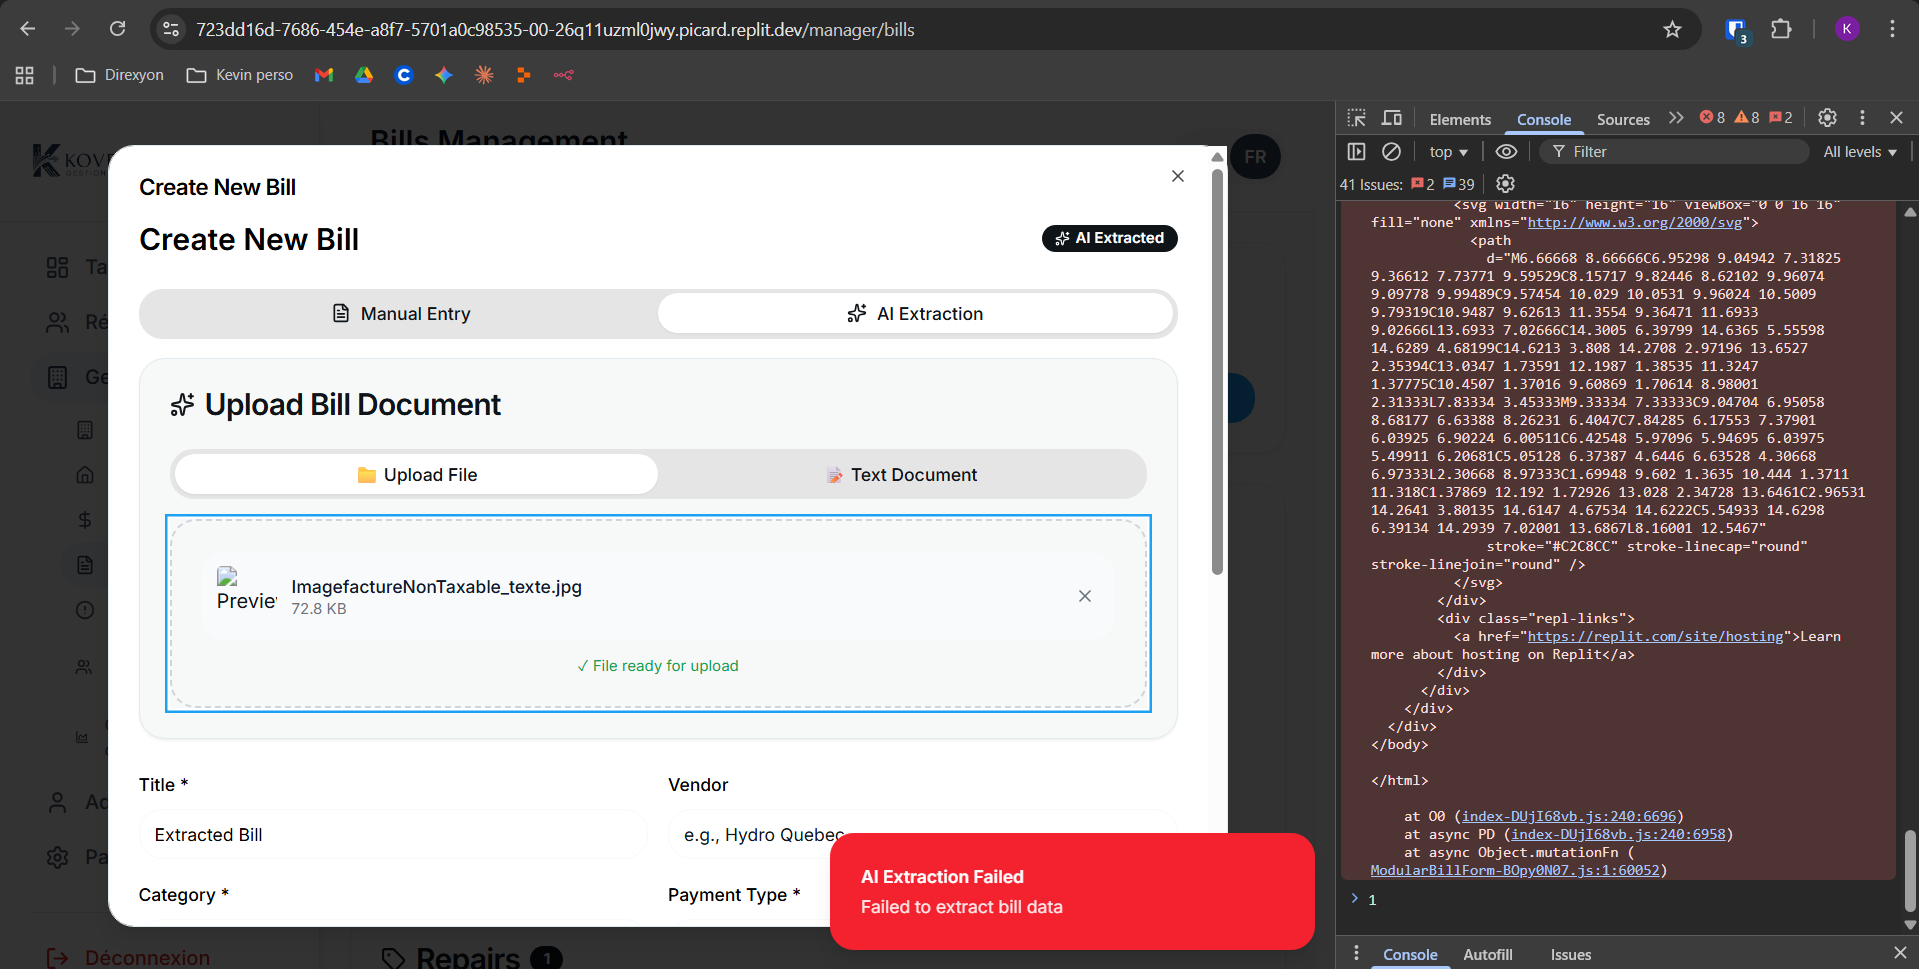 723dd16d-7686-454e-a8f7-5701a0c98535-00-26q11uzml0jwy.picard.replit.dev/manager/bills
3
K
Direxyon
Kevin perso
Bills Management
FR
KOVE
Create New Bill
Create New Bill
AI Extracted
Manual Entry
AI Extraction
Upload Bill Document
Upload File
Text Document
Preview
ImagefactureNonTaxable_texte.jpg
72.8 KB
✓ File ready for upload
Title *
Vendor
Extracted Bill
e.g., Hydro Quebec
Category *
Payment Type *
AI Extraction Failed
Failed to extract bill data
Ta
Ré
Ge
Ad
Pa
Déconnexion
Repairs 1
Elements
Console
Sources
8
8
2
top
Filter
All levels
41 Issues:
2
39
<svg width="16" height="16" viewBox="0 0 16 16"
fill="none" xmlns="http://www.w3.org/2000/svg">
<path
d="M6.66668 8.66666C6.95298 9.04942 7.31825
9.36612 7.73771 9.59529C8.15717 9.82446 8.62102 9.96074
9.09778 9.99489C9.57454 10.029 10.0531 9.96024 10.5009
9.79319C10.9487 9.62613 11.3554 9.36471 11.6933
9.02666L13.6933 7.02666C14.3005 6.39799 14.6365 5.55598
14.6289 4.68199C14.6213 3.808 14.2708 2.97196 13.6527
2.35394C13.0347 1.73591 12.1987 1.38535 11.3247
1.37775C10.4507 1.37016 9.60869 1.70614 8.98001
2.31333L7.83334 3.45333M9.33334 7.33333C9.04704 6.95058
8.68177 6.63388 8.26231 6.4047C7.84285 6.17553 7.37901
6.03925 6.90224 6.00511C6.42548 5.97096 5.94695 6.03975
5.49911 6.20681C5.05128 6.37387 4.6446 6.63528 4.30668
6.97333L2.30668 8.97333C1.69948 9.602 1.3635 10.444 1.3711
11.318C1.37869 12.192 1.72926 13.028 2.34728 13.6461C2.96531
14.2641 3.80135 14.6147 4.67534 14.6222C5.54933 14.6298
6.39134 14.2939 7.02001 13.6867L8.16001 12.5467"
stroke="#C2C8CC" stroke-linecap="round"
stroke-linejoin="round" />
</svg>
</div>
<div class="repl-links">
<a href="https://replit.com/site/hosting">Learn
more about hosting on Replit</a>
</div>
</div>
</div>
</div>
</body>
</html>
at O0 (index-DUjI68vb.js:240:6696)
at async PD (index-DUjI68vb.js:240:6958)
at async Object.mutationFn (
ModularBillForm-BOpy0N07.js:1:60052)
1
Console
Autofill
Issues